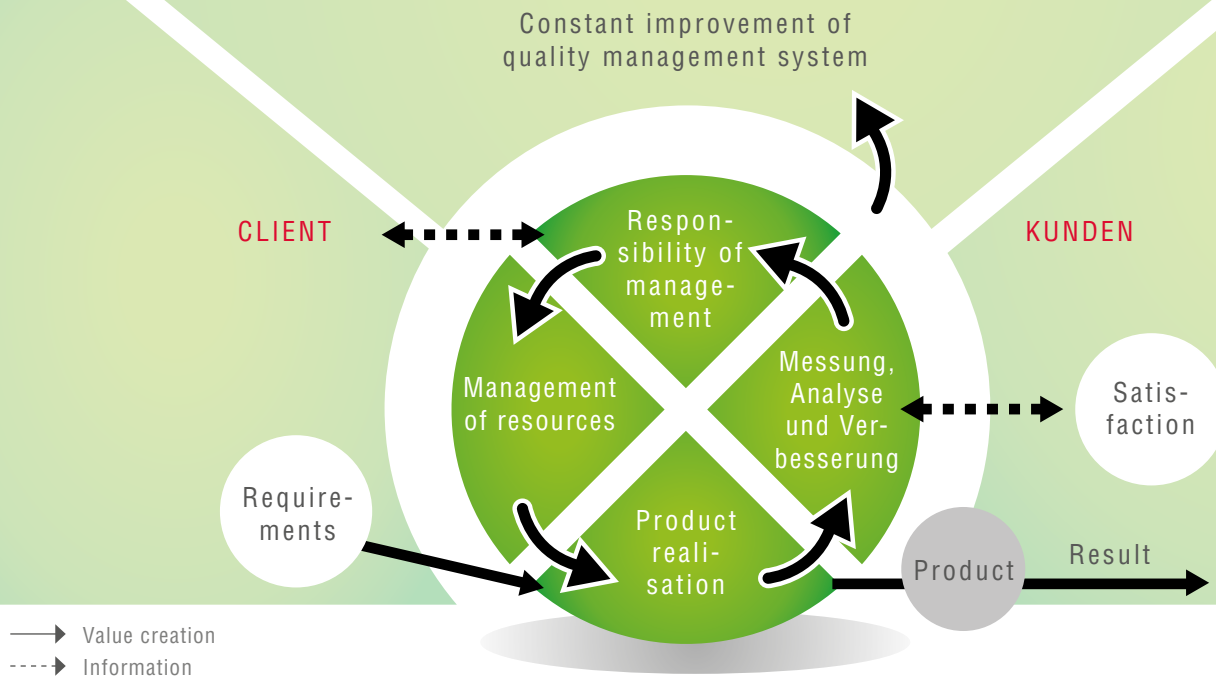 Constant improvement of
quality management system
CLIENT
KUNDEN
Respon-
sibility of
manage-
ment
Management
of resources
Messung,
Analyse
und Ver-
besserung
Satis-
faction
Require-
ments
Product
reali-
sation
Product
Result
Value creation
Information